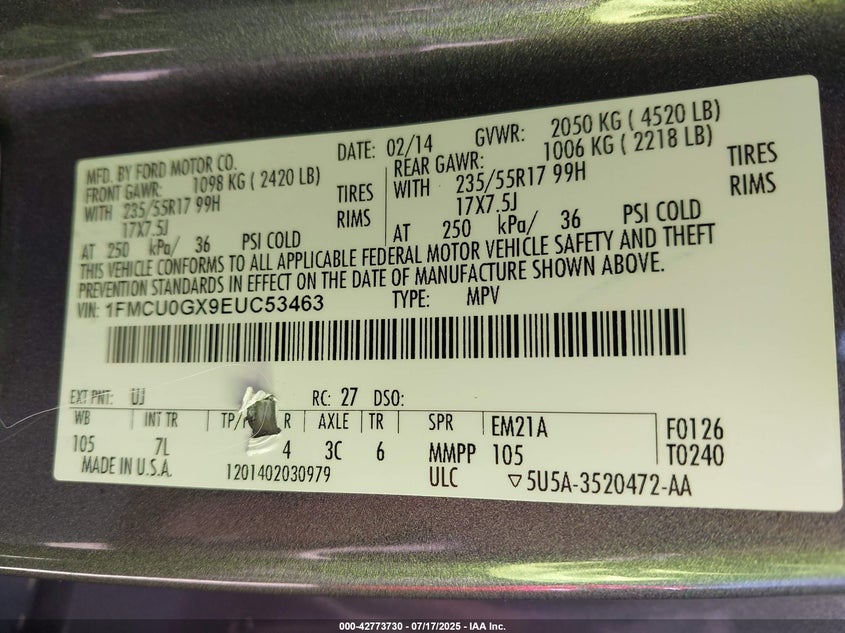 MFD. BY FORD MOTOR CO. DATE: 02/14 GVWR: 2050 KG ( 4520 LB)
FRONT GAWR: 1098 KG ( 2420 LB) REAR GAWR: 1006 KG ( 2218 LB)
WITH 235/55R17 99H TIRES WITH 235/55R17 99H TIRES
17X7.5J RIMS 17X7.5J RIMS
AT 250 kPa/ 36 PSI COLD AT 250 kPa/ 36 PSI COLD
THIS VEHICLE CONFORMS TO ALL APPLICABLE FEDERAL MOTOR VEHICLE SAFETY AND THEFT
PREVENTION STANDARDS IN EFFECT ON THE DATE OF MANUFACTURE SHOWN ABOVE.
VIN: 1FMCU0GX9EUC53463 TYPE: MPV
EXT PNT: UJ RC: 27 DSO:
WB INT TR TP/ R AXLE TR SPR EM21A F0126
105 7L 4 3C 6 MMPP 105 T0240
MADE IN U.S.A. 1201402030979 ULC ▽5U5A-3520472-AA
000-42773730 - 07/17/2025 - IAA Inc.